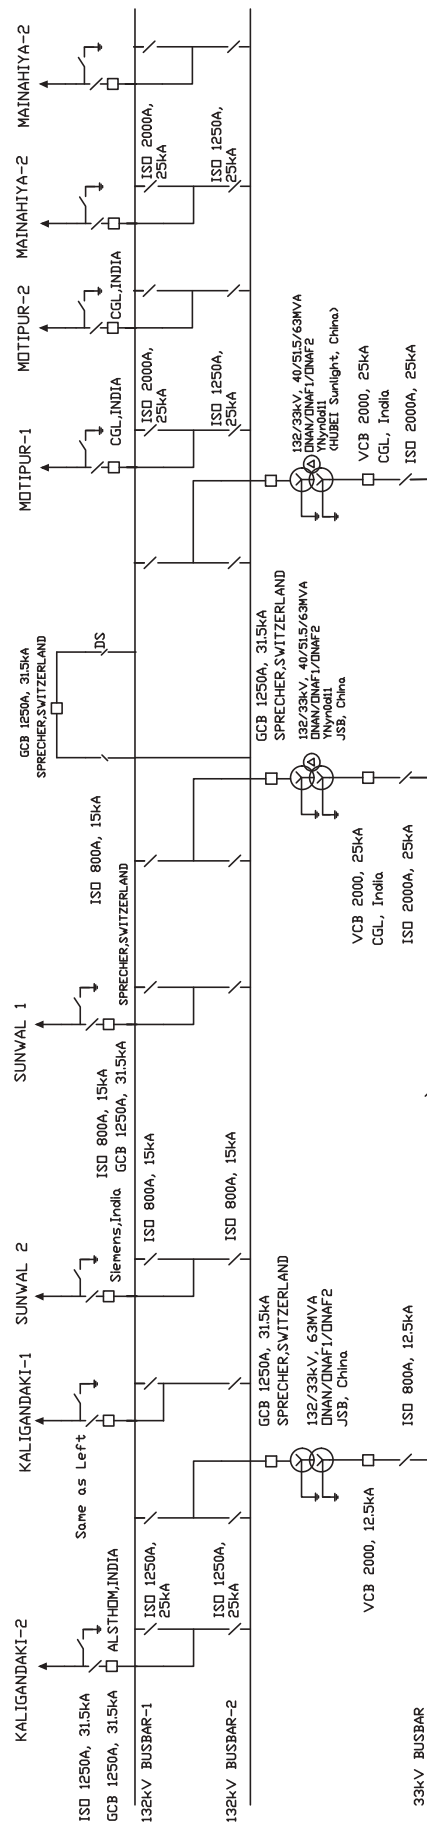 KALIGANDAKI-2
ISO 1250A, 31.5kA
GCB 1250A, 31.5kA
ALSTHOM,INDIA
132kV BUSBAR-1
ISO 1250A,
25kA
132kV BUSBAR-2
ISO 1250A,
25kA
33kV BUSBAR
KALIGANDAKI-1
Same as Left
GCB 1250A, 31.5kA
SPRECHER,SWITZERLAND
132/33kV, 63MVA
ONAN/ONAF1/ONAF2
JSB, China
VCB 2000, 12.5kA
ISO 800A, 12.5kA
SUNWAL 2
Siemens,India
ISO 800A, 15kA
ISO 800A, 15kA
SUNWAL 1
ISO 800A, 15kA
GCB 1250A, 31.5kA
SPRECHER,SWITZERLAND
ISO 800A, 15kA
GCB 1250A, 31.5kA
SPRECHER,SWITZERLAND
DS
GCB 1250A, 31.5kA
SPRECHER,SWITZERLAND
132/33kV, 40/51.5/63MVA
ONAN/ONAF1/ONAF2
YNyn0d11
JSB, China
VCB 2000, 25kA
CGL, India
ISO 2000A, 25kA
MOTIPUR-1
CGL,INDIA
ISO 2000A,
25kA
ISO 1250A,
25kA
132/33kV, 40/51.5/63MVA
ONAN/ONAF1/ONAF2
YNyn0d11
(HUBEI Sunlight, China)
VCB 2000, 25kA
CGL, India
ISO 2000A, 25kA
MOTIPUR-2
CGL,INDIA
MAINAHIYA-2
ISO 2000A,
25kA
ISO 1250A,
25kA
MAINAHIYA-2